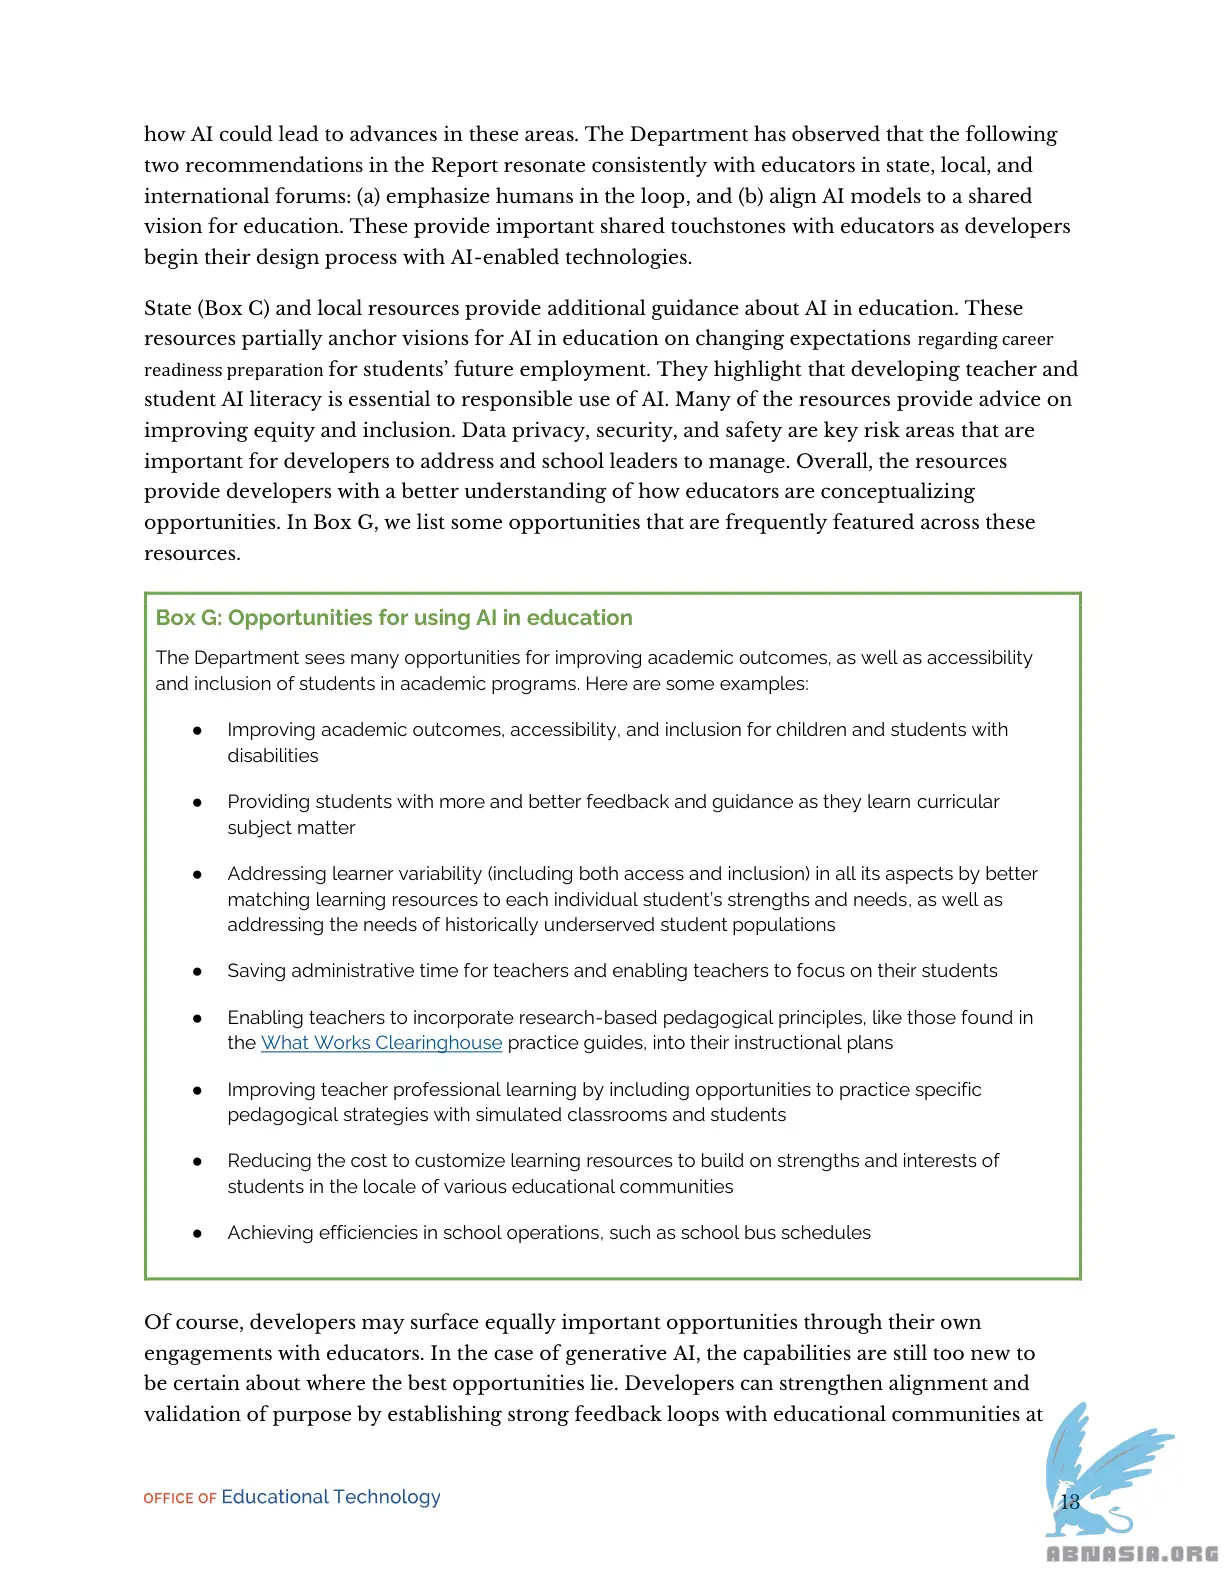 how AI could lead to advances in these areas. The Department has observed that the following
two recommendations in the Report resonate consistently with educators in state, local, and
international forums: (a) emphasize humans in the loop, and (b) align AI models to a shared
vision for education. These provide important shared touchstones with educators as developers
begin their design process with AI-enabled technologies.
State (Box C) and local resources provide additional guidance about AI in education. These
resources partially anchor visions for AI in education on changing expectations regarding career
readiness preparation for students’ future employment. They highlight that developing teacher and
student AI literacy is essential to responsible use of AI. Many of the resources provide advice on
improving equity and inclusion. Data privacy, security, and safety are key risk areas that are
important for developers to address and school leaders to manage. Overall, the resources
provide developers with a better understanding of how educators are conceptualizing
opportunities. In Box G, we list some opportunities that are frequently featured across these
resources.
Box G: Opportunities for using AI in education
The Department sees many opportunities for improving academic outcomes, as well as accessibility
and inclusion of students in academic programs. Here are some examples:
● Improving academic outcomes, accessibility, and inclusion for children and students with
disabilities
● Providing students with more and better feedback and guidance as they learn curricular
subject matter
● Addressing learner variability (including both access and inclusion) in all its aspects by better
matching learning resources to each individual student’s strengths and needs, as well as
addressing the needs of historically underserved student populations
● Saving administrative time for teachers and enabling teachers to focus on their students
● Enabling teachers to incorporate research-based pedagogical principles, like those found in
the What Works Clearinghouse practice guides, into their instructional plans
● Improving teacher professional learning by including opportunities to practice specific
pedagogical strategies with simulated classrooms and students
● Reducing the cost to customize learning resources to build on strengths and interests of
students in the locale of various educational communities
● Achieving efficiencies in school operations, such as school bus schedules
Of course, developers may surface equally important opportunities through their own
engagements with educators. In the case of generative AI, the capabilities are still too new to
be certain about where the best opportunities lie. Developers can strengthen alignment and
validation of purpose by establishing strong feedback loops with educational communities at
OFFICE OF Educational Technology
13
ABNASIA.ORG